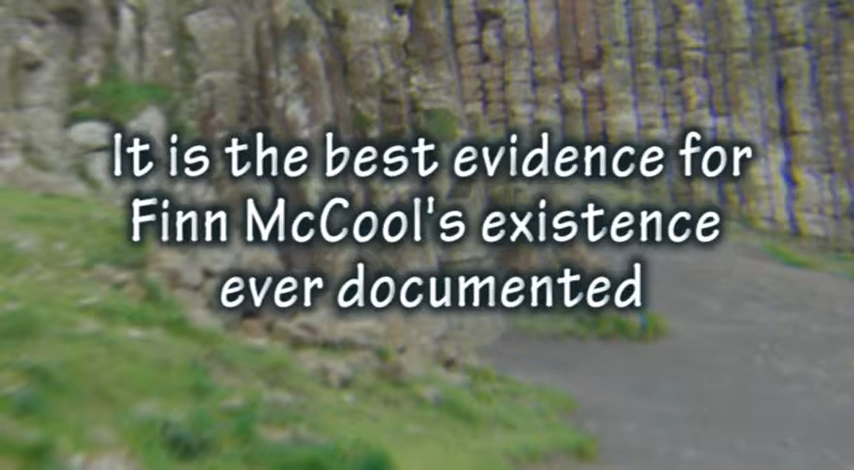 It is the best evidence for
Finn McCool's existence
ever documented